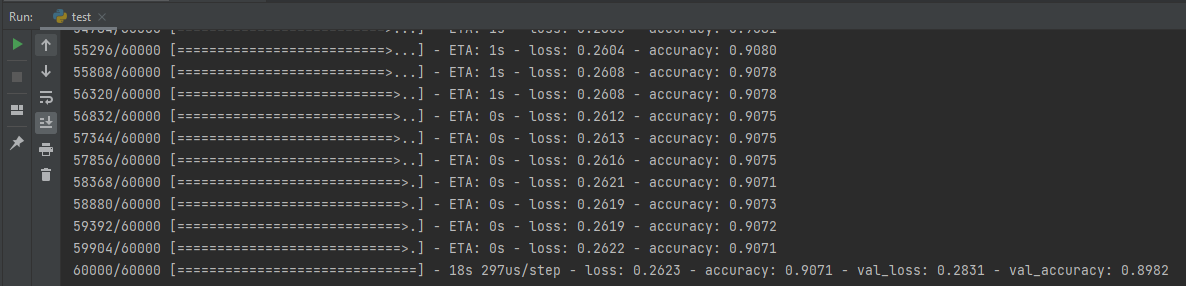 Run: test
55296/60000 [==========================>...] - ETA: 1s - loss: 0.2604 - accuracy: 0.9080
55808/60000 [==========================>...] - ETA: 1s - loss: 0.2608 - accuracy: 0.9078
56320/60000 [===========================>..] - ETA: 1s - loss: 0.2608 - accuracy: 0.9078
56832/60000 [===========================>..] - ETA: 0s - loss: 0.2612 - accuracy: 0.9075
57344/60000 [===========================>..] - ETA: 0s - loss: 0.2613 - accuracy: 0.9075
57856/60000 [===========================>..] - ETA: 0s - loss: 0.2616 - accuracy: 0.9075
58368/60000 [============================>.] - ETA: 0s - loss: 0.2621 - accuracy: 0.9071
58880/60000 [============================>.] - ETA: 0s - loss: 0.2619 - accuracy: 0.9073
59392/60000 [============================>.] - ETA: 0s - loss: 0.2619 - accuracy: 0.9072
59904/60000 [============================>.] - ETA: 0s - loss: 0.2622 - accuracy: 0.9071
60000/60000 [==============================] - 18s 297us/step - loss: 0.2623 - accuracy: 0.9071 - val_loss: 0.2831 - val_accuracy: 0.8982